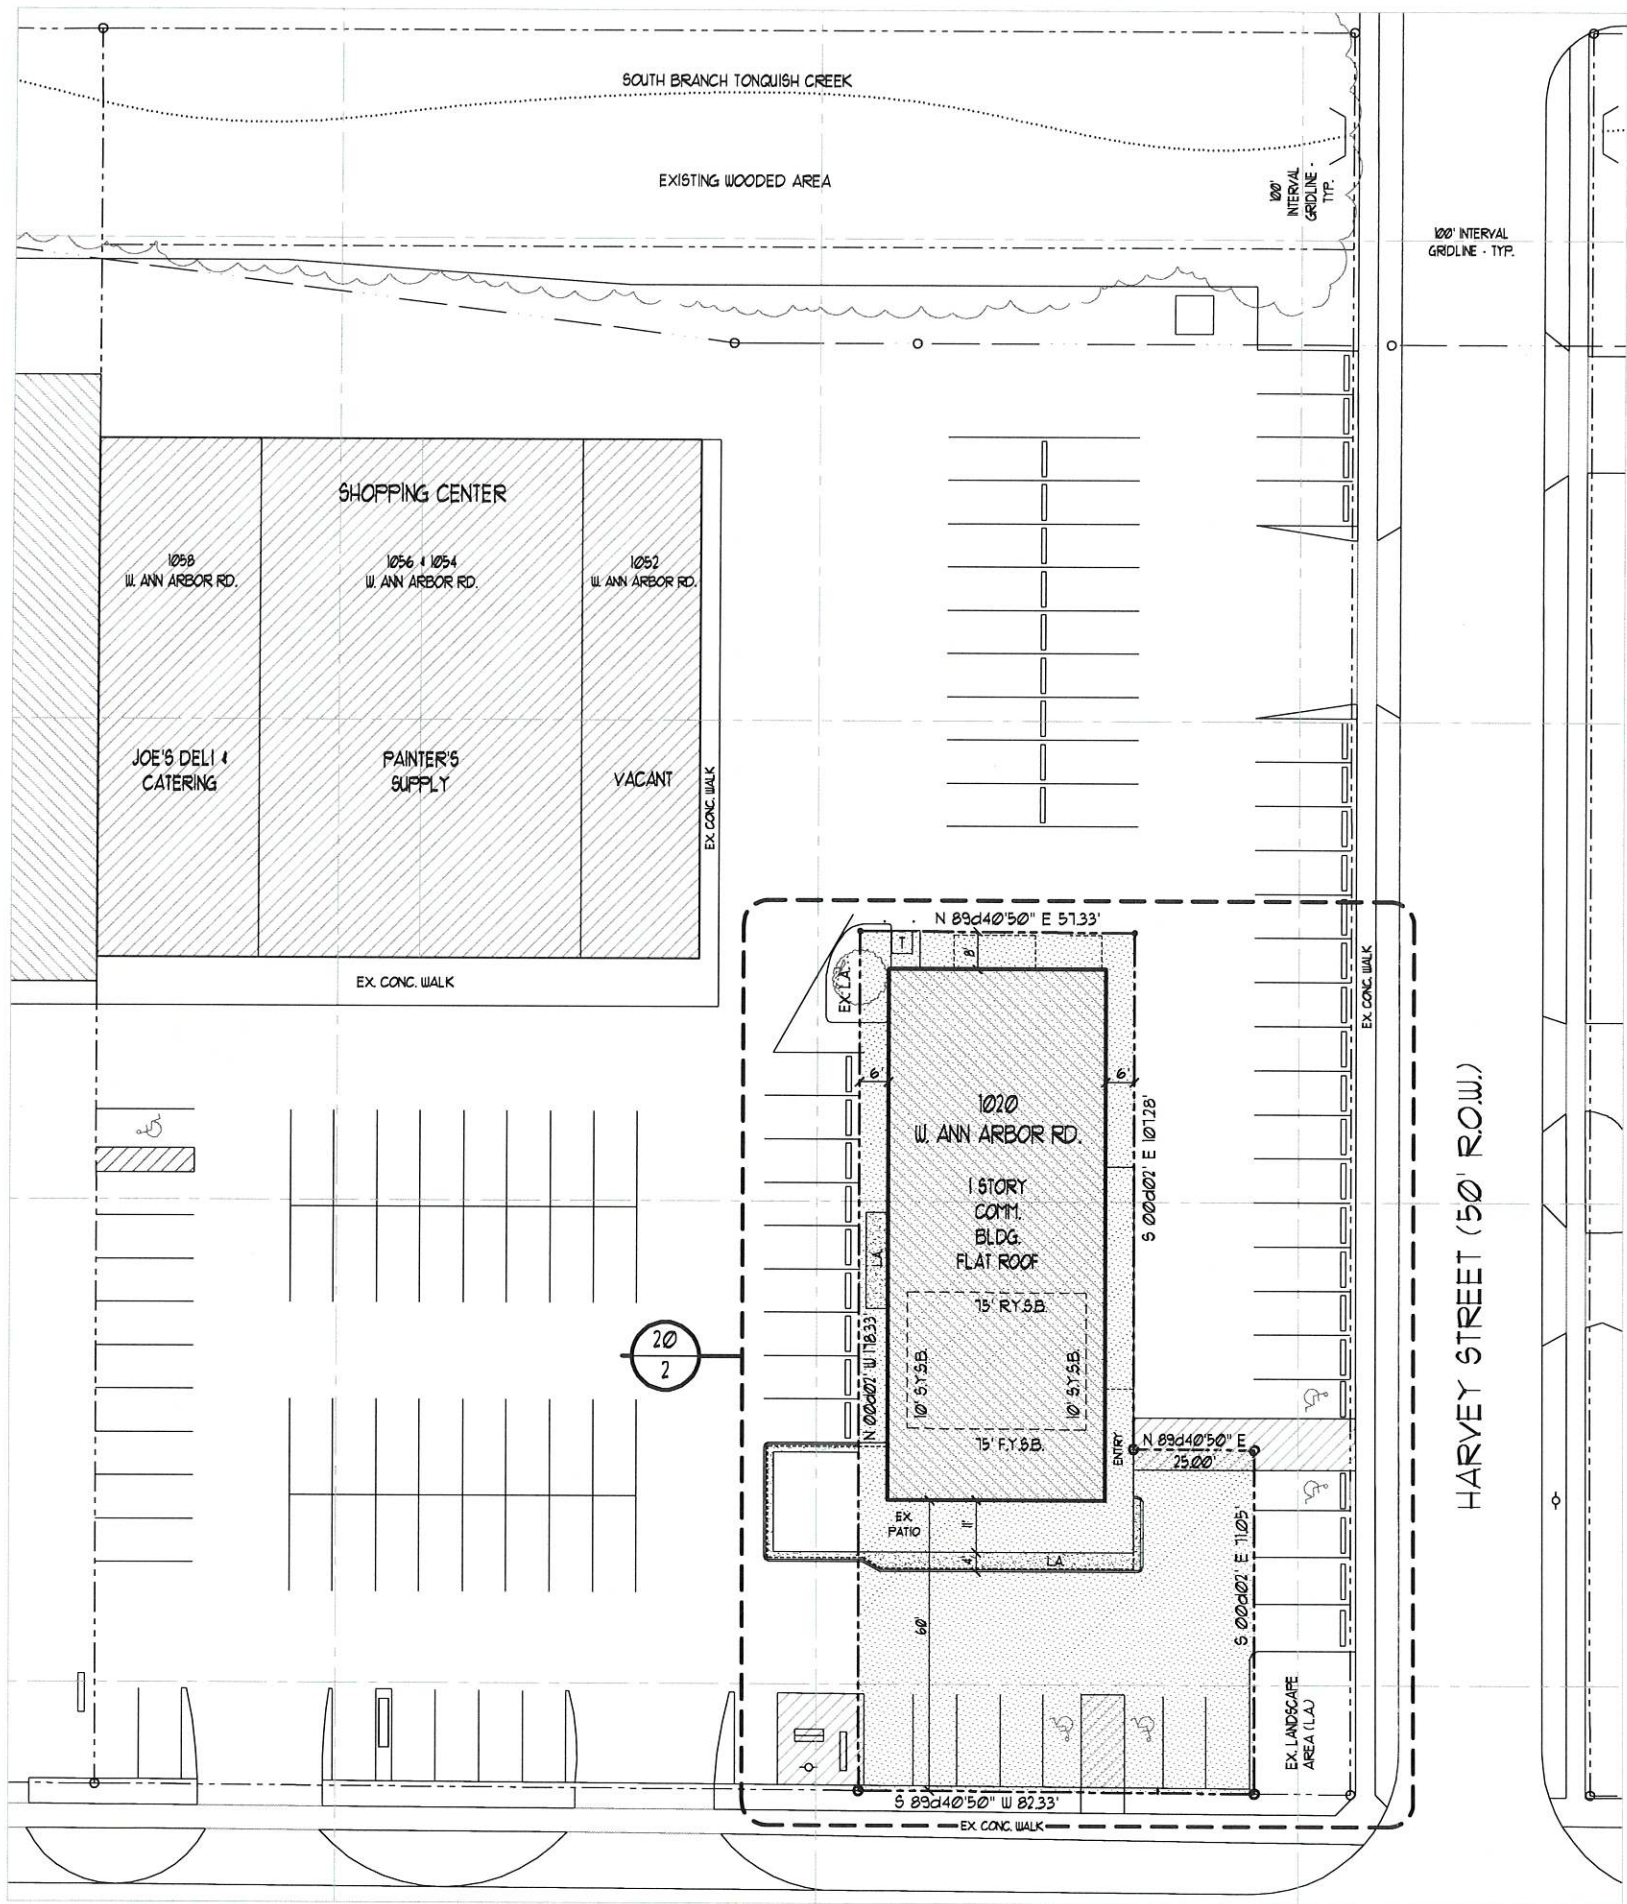 SOUTH BRANCH TONQUISH CREEK
EXISTING WOODED AREA
100'
INTERVAL
GRIDLINE -
TYP.
100' INTERVAL
GRIDLINE - TYP.
SHOPPING CENTER
1058
W. ANN ARBOR RD.
1056 & 1054
W. ANN ARBOR RD.
1052
W. ANN ARBOR RD.
JOE'S DELI &
CATERING
PAINTER'S
SUPPLY
VACANT
EX. CONC. WALK
EX. CONC. WALK
N 89d40'50" E 57.33'
T
8'
EX. L.A.
EX. CONC. WALK
6'
6'
1020
W. ANN ARBOR RD.
1 STORY
COMM.
BLDG.
FLAT ROOF
S 00d02' E 107.28'
L.A.
HARVEY STREET (50' R.O.W.)
75' R.Y.S.B.
10' S.Y.S.B.
10' S.Y.S.B.
75' F.Y.S.B.
N 00d02' W 178.33'
20
2
ENTRY
N 89d40'50" E
25.00'
EX.
PATIO
11'
4'
L.A.
60'
S 00d02' E 71.05'
EX. LANDSCAPE
AREA (L.A.)
S 89d40'50" W 82.33'
EX. CONC. WALK